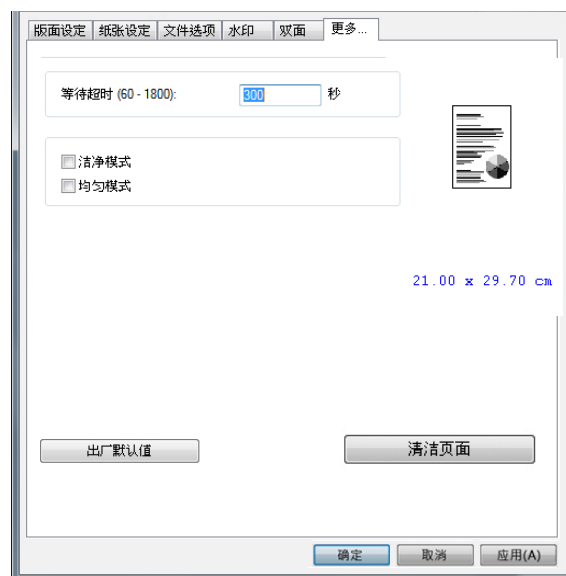 版面设定 纸张设定 文件选项 水印 双面 更多...
等待超时 (60 - 1800): 300 秒
洁净模式
均匀模式
21.00 x 29.70 cm
出厂默认值 清洁页面
确定 取消 应用(A)